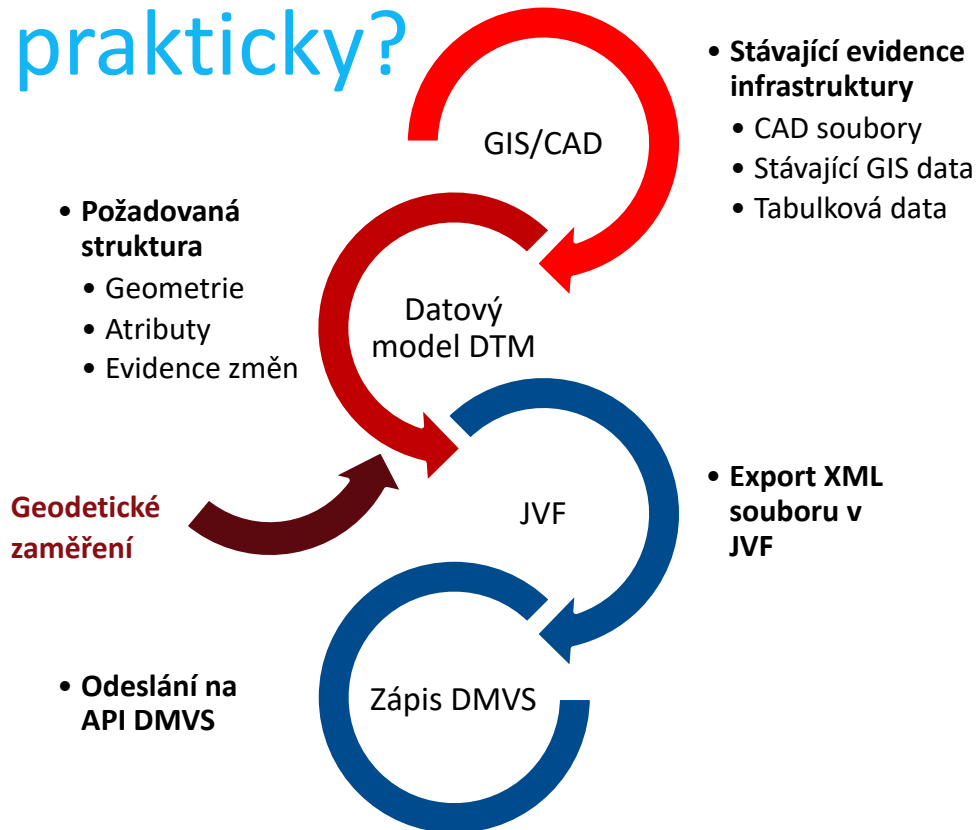 prakticky?
GIS/CAD
• Stávající evidence
infrastruktury
• CAD soubory
• Stávající GIS data
• Tabulková data
• Požadovaná
struktura
• Geometrie
• Atributy
• Evidence změn
Datový
model DTM
Geodetické
zaměření
JVF
• Export XML
souboru v
JVF
• Odeslání na
API DMVS
Zápis DMVS